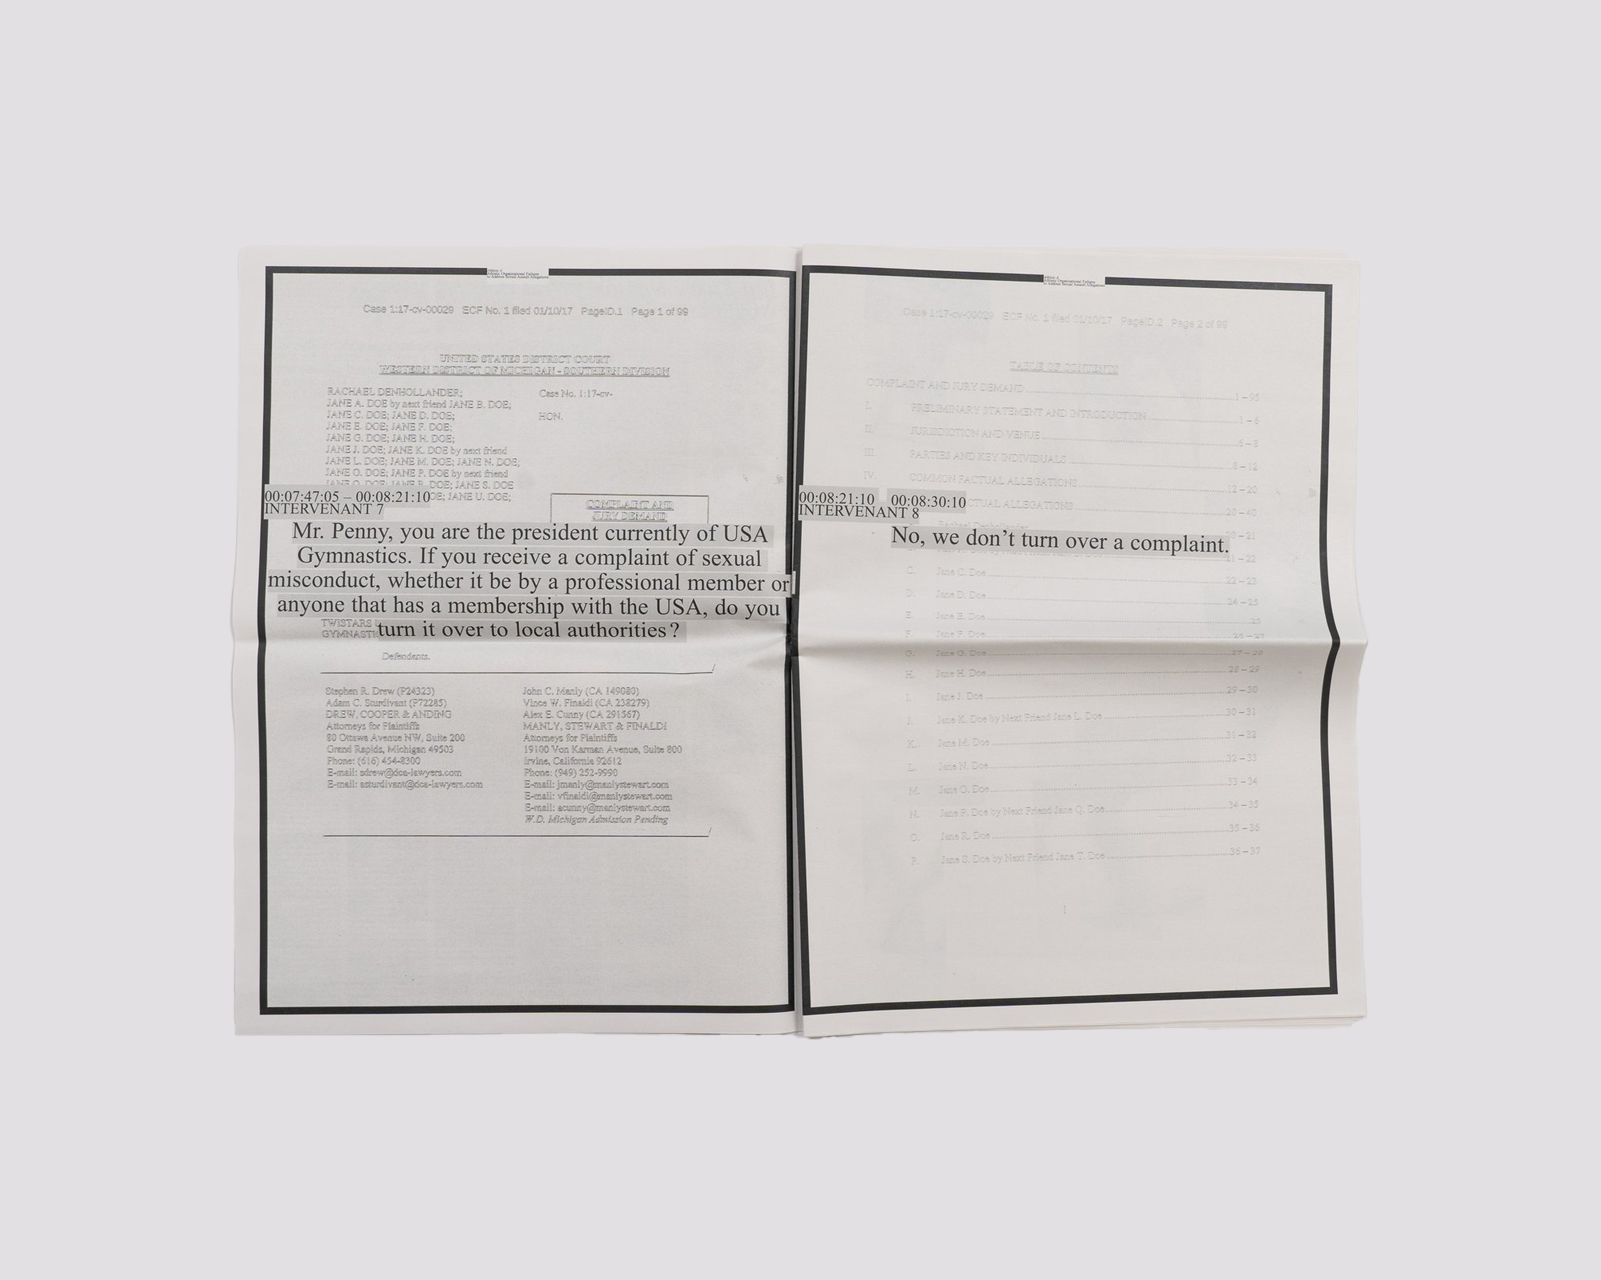 Case 1:17-cv-00029 ECF No. 1 filed 01/10/17 PageID.1 Page 1 of 99
UNITED STATES DISTRICT COURT
WESTERN DISTRICT OF MICHIGAN - SOUTHERN DIVISION
RACHAEL DENHOLLANDER;
JANE A. DOE by next friend JANE B. DOE;
JANE C. DOE; JANE D. DOE;
JANE E. DOE; JANE F. DOE;
JANE G. DOE; JANE H. DOE;
JANE J. DOE; JANE K. DOE by next friend
JANE L. DOE; JANE M. DOE; JANE N. DOE;
JANE O. DOE; JANE P. DOE by next friend
JANE Q. DOE; JANE R. DOE; JANE S. DOE
DOE; JANE U. DOE;
Case No. 1:17-cv-
HON.
COMPLAINT AND
JURY DEMAND
00:07:47:05 – 00:08:21:10
INTERVENANT 7
Mr. Penny, you are the president currently of USA
Gymnastics. If you receive a complaint of sexual
misconduct, whether it be by a professional member or
anyone that has a membership with the USA, do you
turn it over to local authorities?
TWISTARS
Defendants.
Stephen R. Drew (P24323)
Adam C. Sturdivant (P72285)
DREW, COOPER & ANDING
Attorneys for Plaintiffs
80 Ottawa Avenue NW, Suite 200
Grand Rapids, Michigan 49503
Phone: (616) 454-8300
E-mail: sdrew@dca-lawyers.com
E-mail: asturdivant@dca-lawyers.com
John C. Manly (CA 149080)
Vince W. Finaldi (CA 238279)
Alex E. Cunny (CA 291567)
MANLY, STEWART & FINALDI
Attorneys for Plaintiffs
19100 Von Karman Avenue, Suite 800
Irvine, California 92612
Phone: (949) 252-9990
E-mail: jmanly@manlystewart.com
E-mail: vfinaldi@manlystewart.com
E-mail: acunny@manlystewart.com
W.D. Michigan Admission Pending
Case 1:17-cv-00029 ECF No. 1 filed 01/10/17 PageID.2 Page 2 of 99
TABLE OF CONTENTS
COMPLAINT AND JURY DEMAND 1 – 95
PRELIMINARY STATEMENT AND INTRODUCTION 1 – 6
II. JURISDICTION AND VENUE 6 – 8
III. PARTIES AND KEY INDIVIDUALS 8 – 12
IV. COMMON FACTUAL ALLEGATIONS 12 – 20
FACTUAL ALLEGATIONS 20 – 40
00:08:21:10 00:08:30:10
INTERVENANT 8
No, we don’t turn over a complaint.
C. Jane C. Doe 22 – 23
D. Jane D. Doe
E. Jane E. Doe 25
F. Jane F. Doe
G. Jane G. Doe 27 – 28
H. Jane H. Doe 28 – 29
I. Jane J. Doe 29 – 30
J. Jane K. Doe by Next Friend Jane L. Doe 30 – 31
K. Jane M. Doe 31 – 32
L. Jane N. Doe 32 – 33
M. Jane O. Doe 33 – 34
N. Jane P. Doe by Next Friend Jane Q. Doe 34 – 35
O. Jane R. Doe 35 – 36
P. Jane S. Doe by Next Friend Jane T. Doe 36 – 37